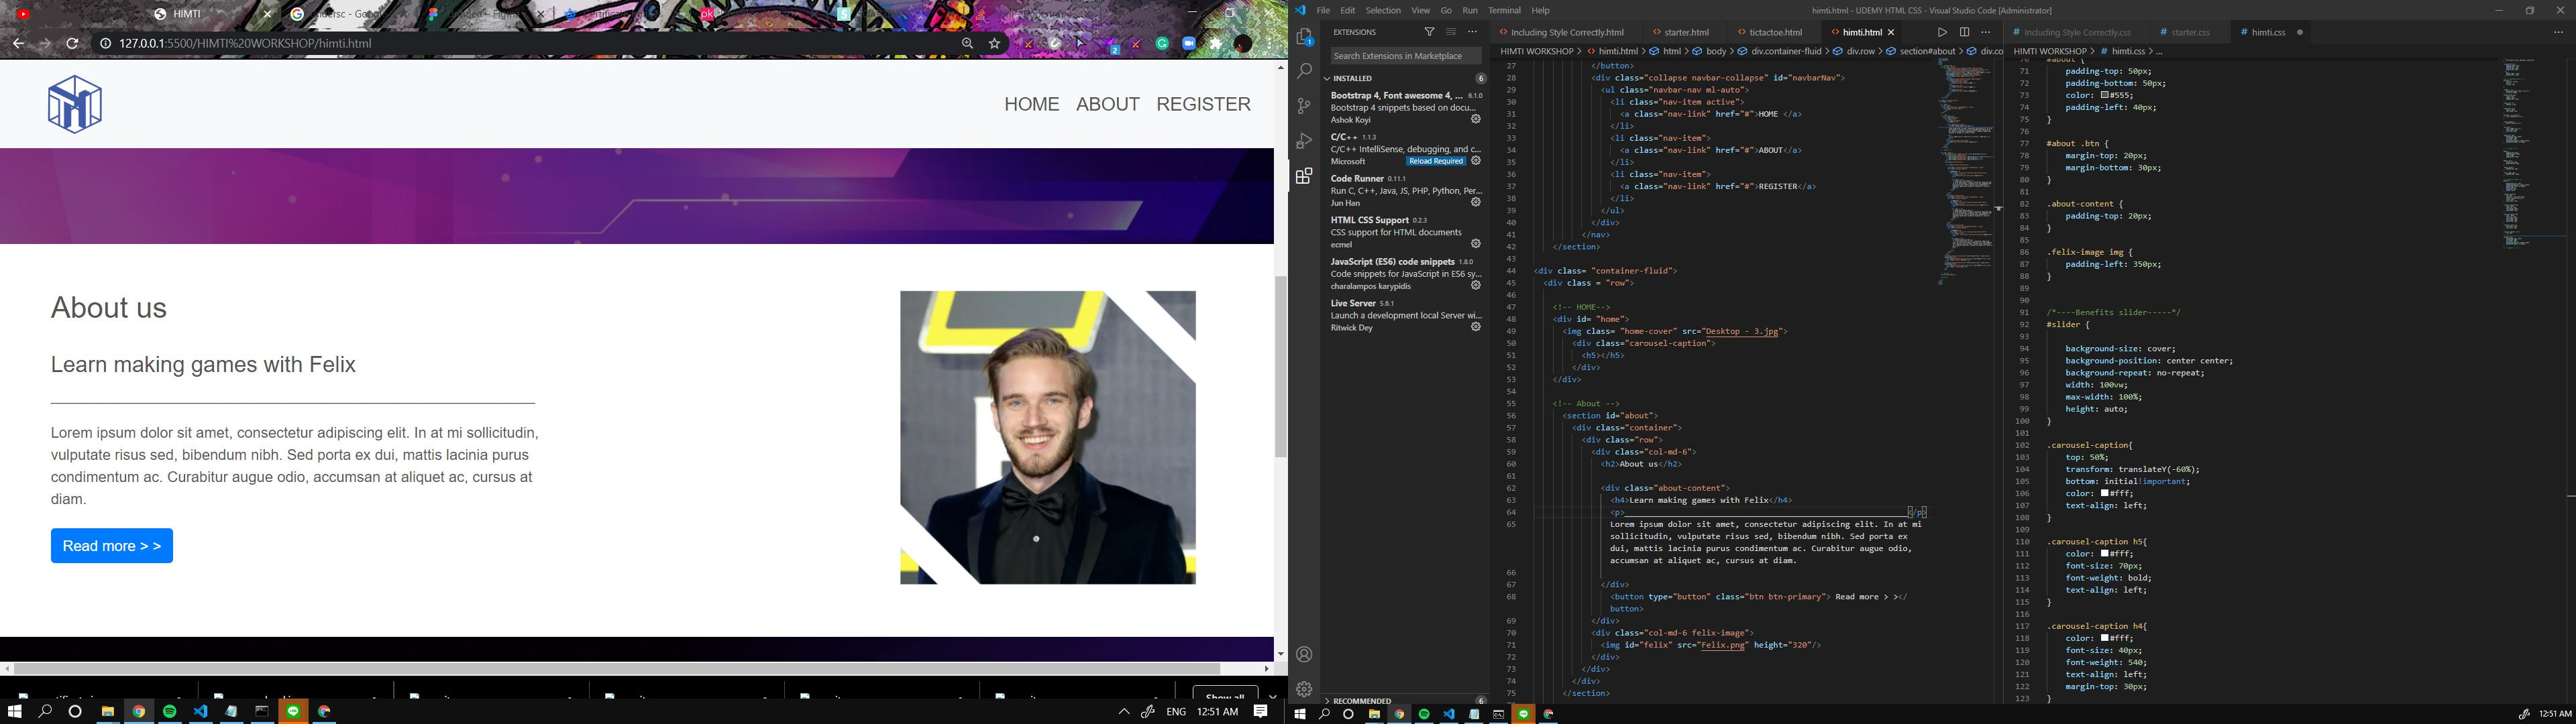 HIMTI
127.0.0.1:5500/HIMTI%20WORKSHOP/himti.html
HOME ABOUT REGISTER
About us
Learn making games with Felix
Lorem ipsum dolor sit amet, consectetur adipiscing elit. In at mi sollicitudin,
vulputate risus sed, bibendum nibh. Sed porta ex dui, mattis lacinia purus
condimentum ac. Curabitur augue odio, accumsan at aliquet ac, cursus at
diam.
Read more > >
Show all
ENG 12:51 AM
File Edit Selection View Go Run Terminal Help
himti.html - UDEMY HTML CSS - Visual Studio Code [Administrator]
EXTENSIONS
Search Extensions in Marketplace
INSTALLED 6
Bootstrap 4, Font awesome 4, ... 6.1.0
Bootstrap 4 snippets based on docu...
Ashok Koyi
C/C++ 1.1.3
C/C++ IntelliSense, debugging, and c...
Microsoft Reload Required
Code Runner 0.11.1
Run C, C++, Java, JS, PHP, Python, Per...
Jun Han
HTML CSS Support 0.2.3
CSS support for HTML documents
ecmel
JavaScript (ES6) code snippets 1.8.0
Code snippets for JavaScript in ES6 sy...
charalampos karypidis
Live Server 5.6.1
Launch a development local Server wi...
Ritwick Dey
RECOMMENDED 6
Including Style Correctly.html starter.html tictactoe.html himti.html
HIMTI WORKSHOP > himti.html > html > body > div.container-fluid > div.row > section#about > div.co
27 </button>
28 <div class="collapse navbar-collapse" id="navbarNav">
29 <ul class="navbar-nav ml-auto">
30 <li class="nav-item active">
31 <a class="nav-link" href="#">HOME </a>
32 </li>
33 <li class="nav-item">
34 <a class="nav-link" href="#">ABOUT</a>
35 </li>
36 <li class="nav-item">
37 <a class="nav-link" href="#">REGISTER</a>
38 </li>
39 </ul>
40 </div>
41 </nav>
42 </section>
43
44 <div class= "container-fluid">
45 <div class = "row">
46
47 <!-- HOME-->
48 <div id= "home">
49 <img class= "home-cover" src="Desktop - 3.jpg">
50 <div class="carousel-caption">
51 <h5></h5>
52 </div>
53 </div>
54
55 <!-- About -->
56 <section id="about">
57 <div class="container">
58 <div class="row">
59 <div class="col-md-6">
60 <h2>About us</h2>
61
62 <div class="about-content">
63 <h4>Learn making games with Felix</h4>
64 <p>____________________________________________________________</p>
65 Lorem ipsum dolor sit amet, consectetur adipiscing elit. In at mi
sollicitudin, vulputate risus sed, bibendum nibh. Sed porta ex
dui, mattis lacinia purus condimentum ac. Curabitur augue odio,
accumsan at aliquet ac, cursus at diam.
66
67 </div>
68 <button type="button" class="btn btn-primary"> Read more > ></
button>
69 </div>
70 <div class="col-md-6 felix-image">
71 <img id="felix" src="Felix.png" height="320"/>
72 </div>
73 </div>
74 </div>
75 </section>
Including Style Correctly.css starter.css himti.css
HIMTI WORKSHOP > himti.css > ...
70 #about {
71 padding-top: 50px;
72 padding-bottom: 50px;
73 color: #555;
74 padding-left: 40px;
75 }
76
77 #about .btn {
78 margin-top: 20px;
79 margin-bottom: 30px;
80 }
81
82 .about-content {
83 padding-top: 20px;
84 }
85
86 .felix-image img {
87 padding-left: 350px;
88 }
89
90
91 /*----Benefits slider-----*/
92 #slider {
93
94 background-size: cover;
95 background-position: center center;
96 background-repeat: no-repeat;
97 width: 100vw;
98 max-width: 100%;
99 height: auto;
100 }
101
102 .carousel-caption{
103 top: 50%;
104 transform: translateY(-60%);
105 bottom: initial!important;
106 color: #fff;
107 text-align: left;
108 }
109
110 .carousel-caption h5{
111 color: #fff;
112 font-size: 70px;
113 font-weight: bold;
114 text-align: left;
115 }
116
117 .carousel-caption h4{
118 color: #fff;
119 font-size: 40px;
120 font-weight: 540;
121 text-align: left;
122 margin-top: 30px;
123 }
12:51 AM